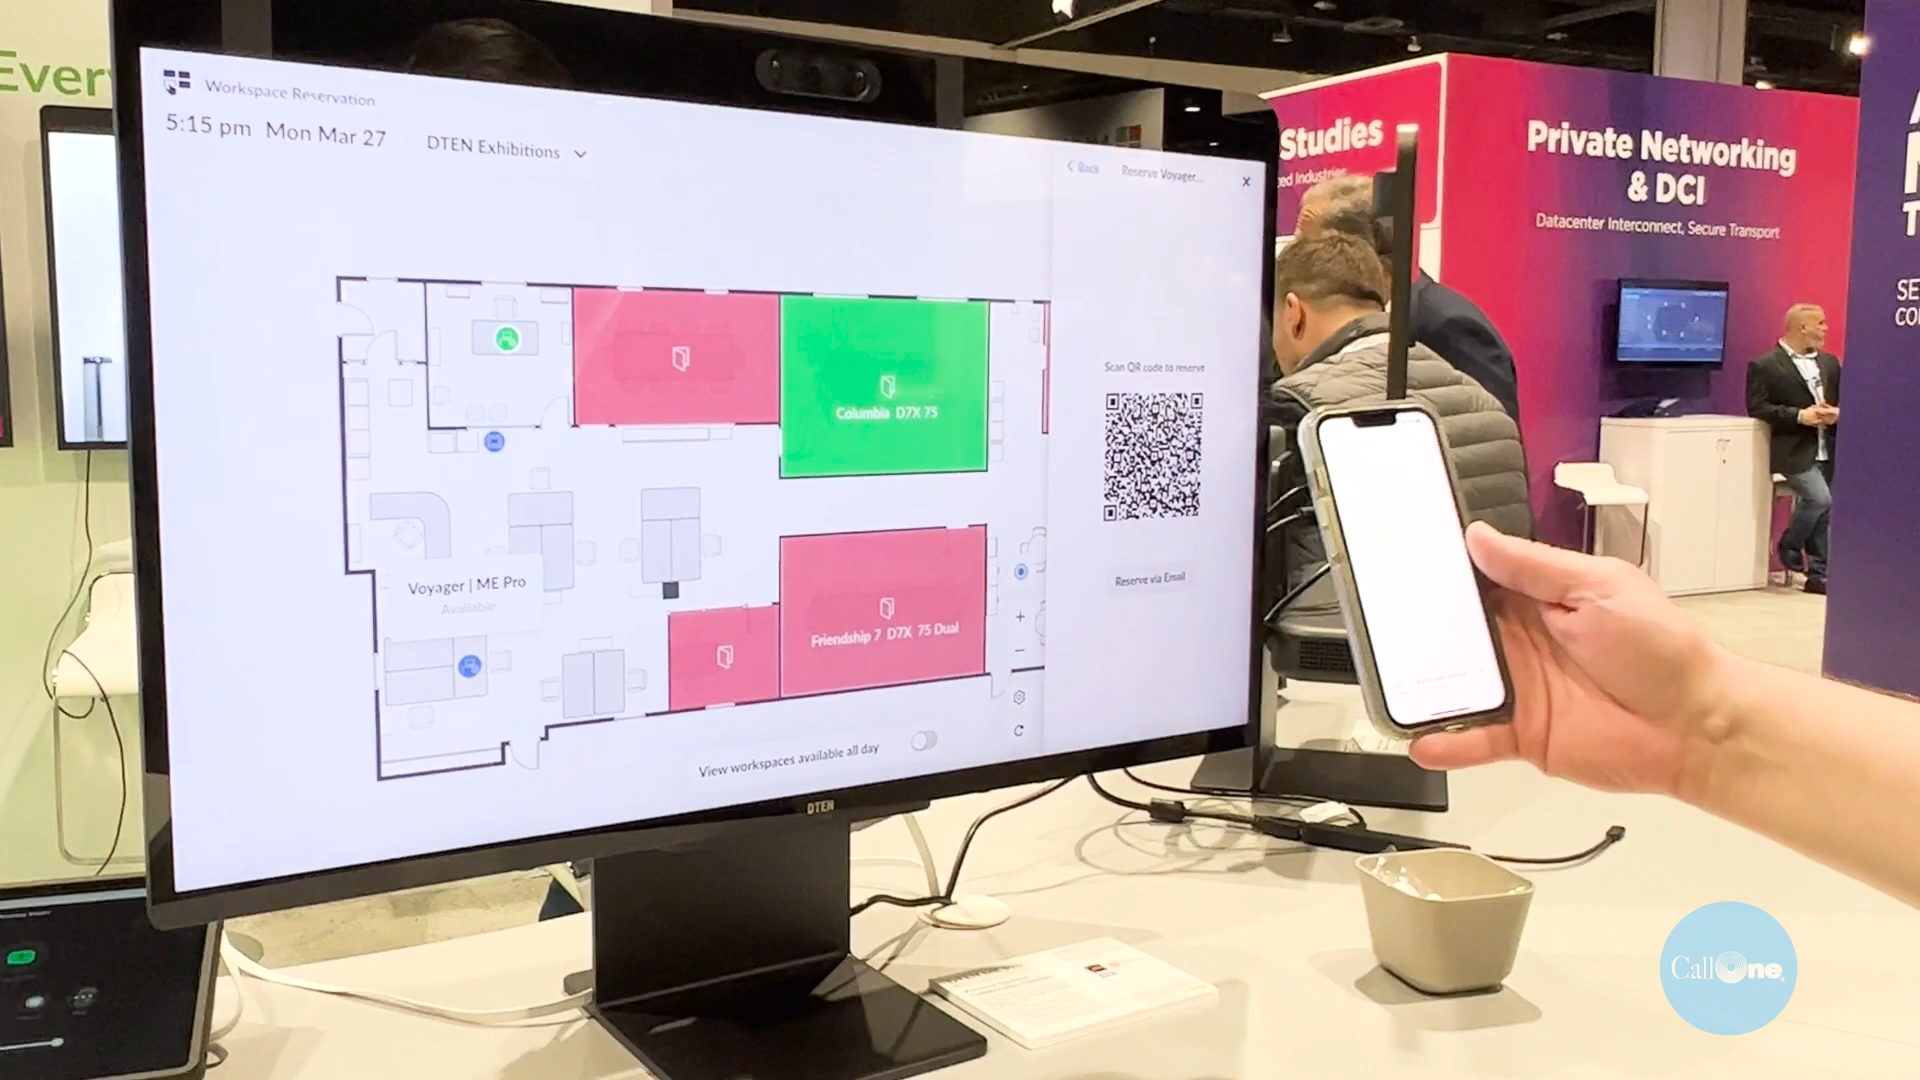 Every
Workspace Reservation
5:15 pm Mon Mar 27
DTEN Exhibitions
Back
Reserve Voyager...
Scan QR code to reserve
Reserve via Email
Columbia D7X 75
Voyager | ME Pro
Available
Friendship 7 D7X 75 Dual
View workspaces available all day
DTEN
Studies
Private Networking
& DCI
Datacenter Interconnect, Secure Transport
CallOne